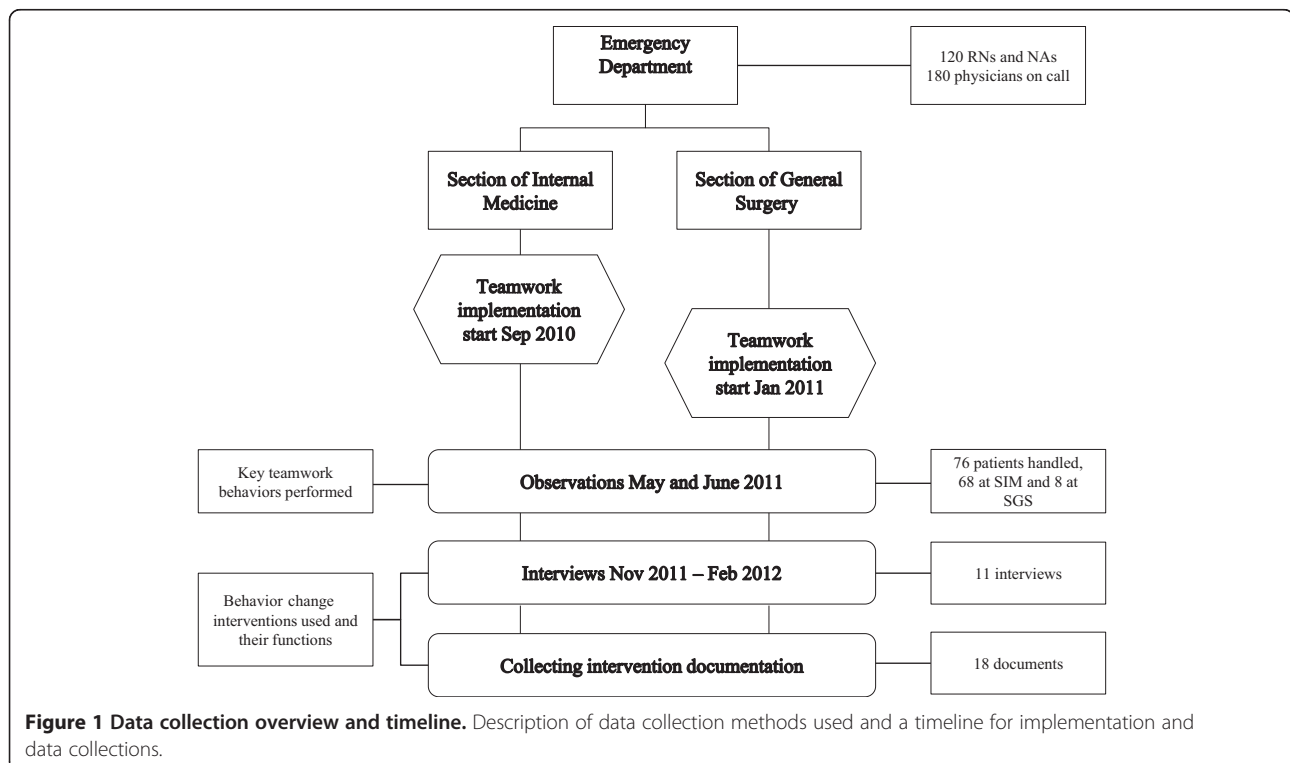 Emergency
Department
120 RNs and NAs
180 physicians on call
Section of Internal
Medicine
Section of General
Surgery
Teamwork
implementation
start Sep 2010
Teamwork
implementation
start Jan 2011
Key teamwork
behaviors performed
Observations May and June 2011
76 patients handled,
68 at SIM and 8 at
SGS
Interviews Nov 2011 – Feb 2012
11 interviews
Behavior change
interventions used and
their functions
Collecting intervention documentation
18 documents
Figure 1 Data collection overview and timeline. Description of data collection methods used and a timeline for implementation and
data collections.